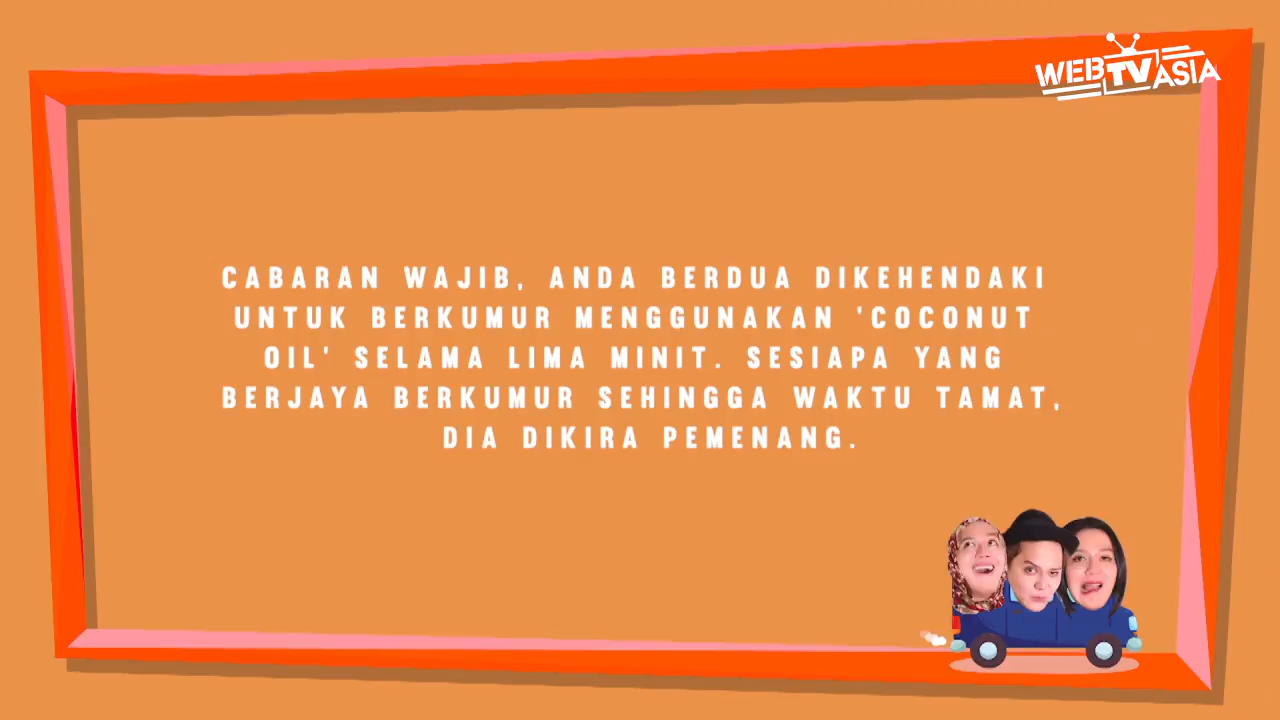 WEBTVASIA
CABARAN WAJIB, ANDA BERDUA DIKEHENDAKI
UNTUK BERKUMUR MENGGUNAKAN 'COCONUT
OIL' SELAMA LIMA MINIT. SESIAPA YANG
BERJAYA BERKUMUR SEHINGGA WAKTU TAMAT,
DIA DIKIRA PEMENANG.